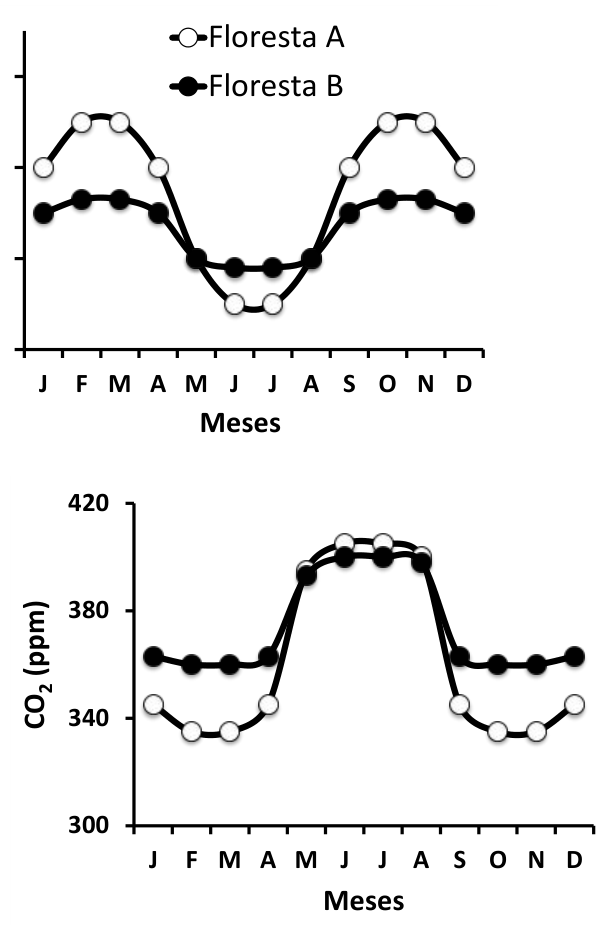 Floresta A
Floresta B
J F M A M J J A S O N D
Meses
420
380
340
300
CO₂ (ppm)
J F M A M J J A S O N D
Meses